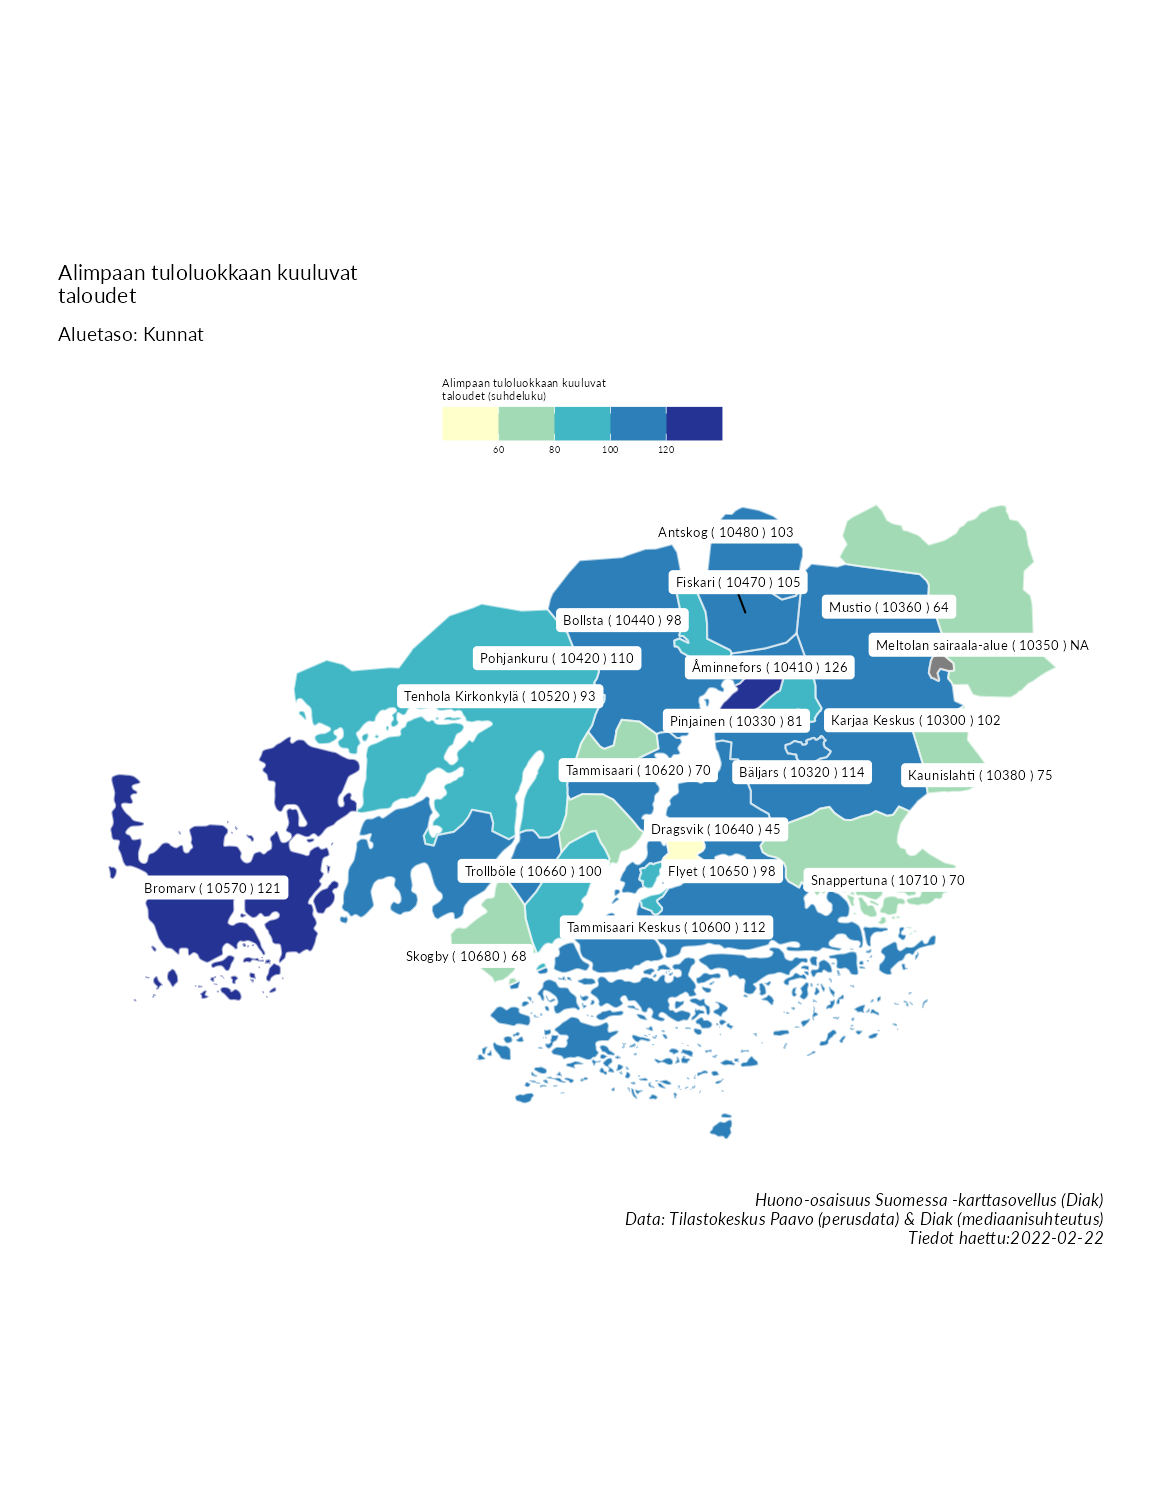 Alimpaan tuloluokkaan kuuluvat
taloudet
Aluetaso: Kunnat
Alimpaan tuloluokkaan kuuluvat
taloudet (suhdeluku)
60 80 100 120
Antskog ( 10480 ) 103
Fiskari ( 10470 ) 105
Mustio ( 10360 ) 64
Bollsta ( 10440 ) 98
Meltolan sairaala-alue ( 10350 ) NA
Pohjankuru ( 10420 ) 110
Åminnefors ( 10410 ) 126
Tenhola Kirkonkylä ( 10520 ) 93
Pinjainen ( 10330 ) 81
Karjaa Keskus ( 10300 ) 102
Tammisaari ( 10620 ) 70
Bäljars ( 10320 ) 114
Kaunislahti ( 10380 ) 75
Dragsvik ( 10640 ) 45
Trollböle ( 10660 ) 100
Flyet ( 10650 ) 98
Snappertuna ( 10710 ) 70
Bromarv ( 10570 ) 121
Tammisaari Keskus ( 10600 ) 112
Skogby ( 10680 ) 68
Huono-osaisuus Suomessa -karttasovellus (Diak)
Data: Tilastokeskus Paavo (perusdata) & Diak (mediaanisuhteutus)
Tiedot haettu:2022-02-22